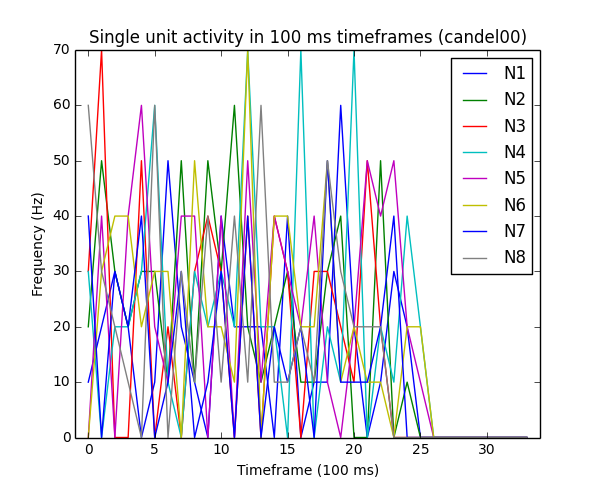 Single unit activity in 100 ms timeframes (candel00)
70
60
50
40
30
20
10
0
Frequency (Hz)
0 5 10 15 20 25 30
Timeframe (100 ms)
N1
N2
N3
N4
N5
N6
N7
N8